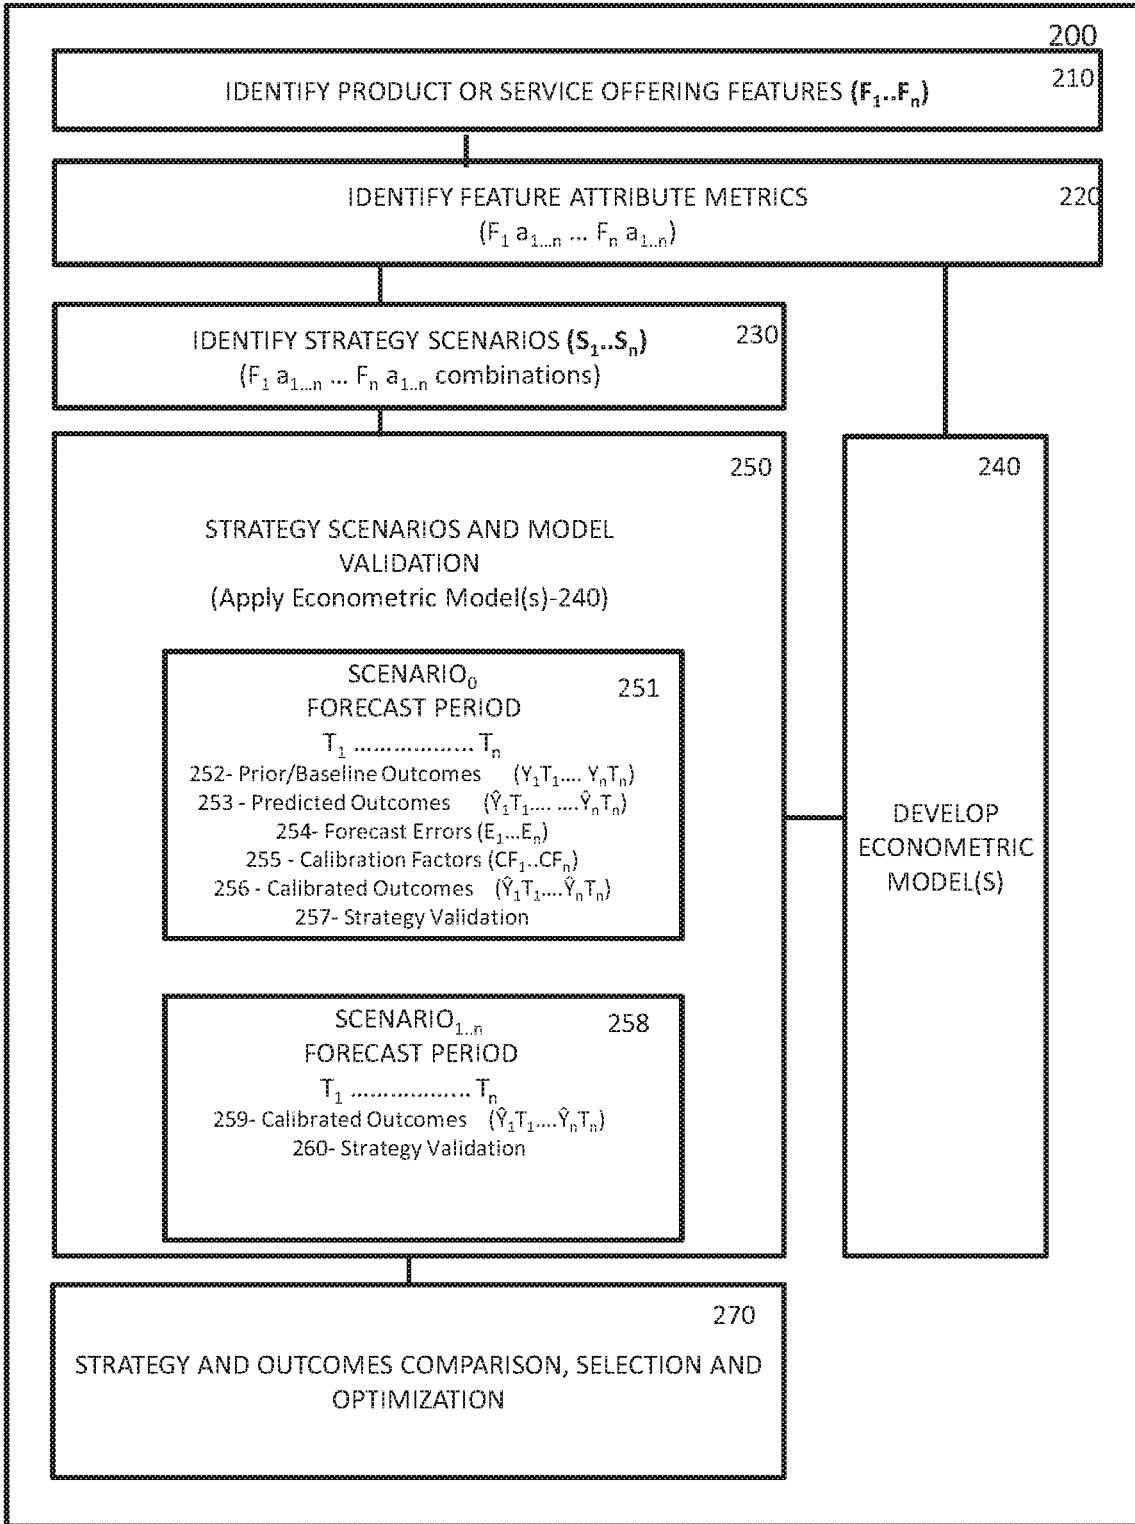 200
IDENTIFY PRODUCT OR SERVICE OFFERING FEATURES (F₁..Fₙ)
210
IDENTIFY FEATURE ATTRIBUTE METRICS
220
(F₁ a₁...ₙ ... Fₙ a₁..ₙ)
IDENTIFY STRATEGY SCENARIOS (S₁..Sₙ)
230
(F₁ a₁...ₙ ... Fₙ a₁..ₙ combinations)
250
STRATEGY SCENARIOS AND MODEL
VALIDATION
(Apply Econometric Model(s)-240)
SCENARIO₀
251
FORECAST PERIOD
T₁ ................... Tₙ
252- Prior/Baseline Outcomes (Y₁T₁.... YₙTₙ)
253 - Predicted Outcomes (Ŷ₁T₁.... ....ŶₙTₙ)
254- Forecast Errors (E₁...Eₙ)
255 - Calibration Factors (CF₁..CFₙ)
256 - Calibrated Outcomes (Ŷ₁T₁....ŶₙTₙ)
257- Strategy Validation
SCENARIO₁..ₙ
258
FORECAST PERIOD
T₁ ................... Tₙ
259- Calibrated Outcomes (Ŷ₁T₁....ŶₙTₙ)
260- Strategy Validation
240
DEVELOP
ECONOMETRIC
MODEL(S)
270
STRATEGY AND OUTCOMES COMPARISON, SELECTION AND
OPTIMIZATION